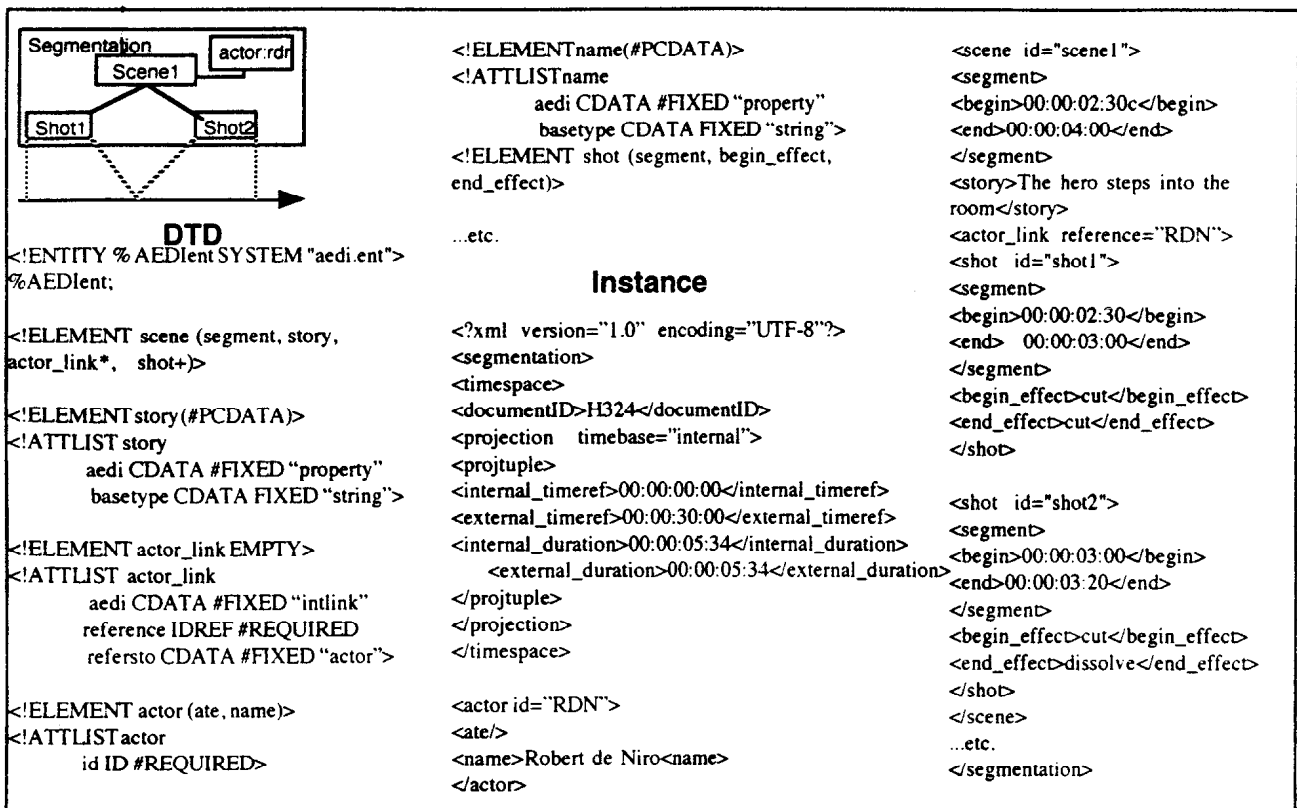 Segmentation
actor:rdr
Scene1
Shot1
Shot2
DTD
<!ENTITY % AEDIent SYSTEM "aedi.ent">
%AEDIent;
<!ELEMENT scene (segment, story,
actor_link*, shot+)>
<!ELEMENT story (#PCDATA)>
<!ATTLIST story
aedi CDATA #FIXED “property”
basetype CDATA FIXED “string”>
<!ELEMENT actor_link EMPTY>
<!ATTLIST actor_link
aedi CDATA #FIXED “intlink”
reference IDREF #REQUIRED
refersto CDATA #FIXED “actor”>
<!ELEMENT actor (ate, name)>
<!ATTLIST actor
id ID #REQUIRED>
<!ELEMENTname(#PCDATA)>
<!ATTLISTname
aedi CDATA #FIXED “property”
basetype CDATA FIXED “string”>
<!ELEMENT shot (segment, begin_effect,
end_effect)>
...etc.
Instance
<?xml version="1.0" encoding="UTF-8"?>
<segmentation>
<timespace>
<documentID>H324</documentID>
<projection timebase="internal">
<projtuple>
<internal_timeref>00:00:00:00</internal_timeref>
<external_timeref>00:00:30:00</external_timeref>
<internal_duration>00:00:05:34</internal_duration>
<external_duration>00:00:05:34</external_duration>
</projtuple>
</projection>
</timespace>
<actor id="RDN">
<ate/>
<name>Robert de Niro<name>
</actor>
<scene id="scene1">
<segment>
<begin>00:00:02:30c</begin>
<end>00:00:04:00</end>
</segment>
<story>The hero steps into the
room</story>
<actor_link reference="RDN">
<shot id="shot1">
<segment>
<begin>00:00:02:30</begin>
<end> 00:00:03:00</end>
</segment>
<begin_effect>cut</begin_effect>
<end_effect>cut</end_effect>
</shot>
<shot id="shot2">
<segment>
<begin>00:00:03:00</begin>
<end>00:00:03:20</end>
</segment>
<begin_effect>cut</begin_effect>
<end_effect>dissolve</end_effect>
</shot>
</scene>
...etc.
</segmentation>